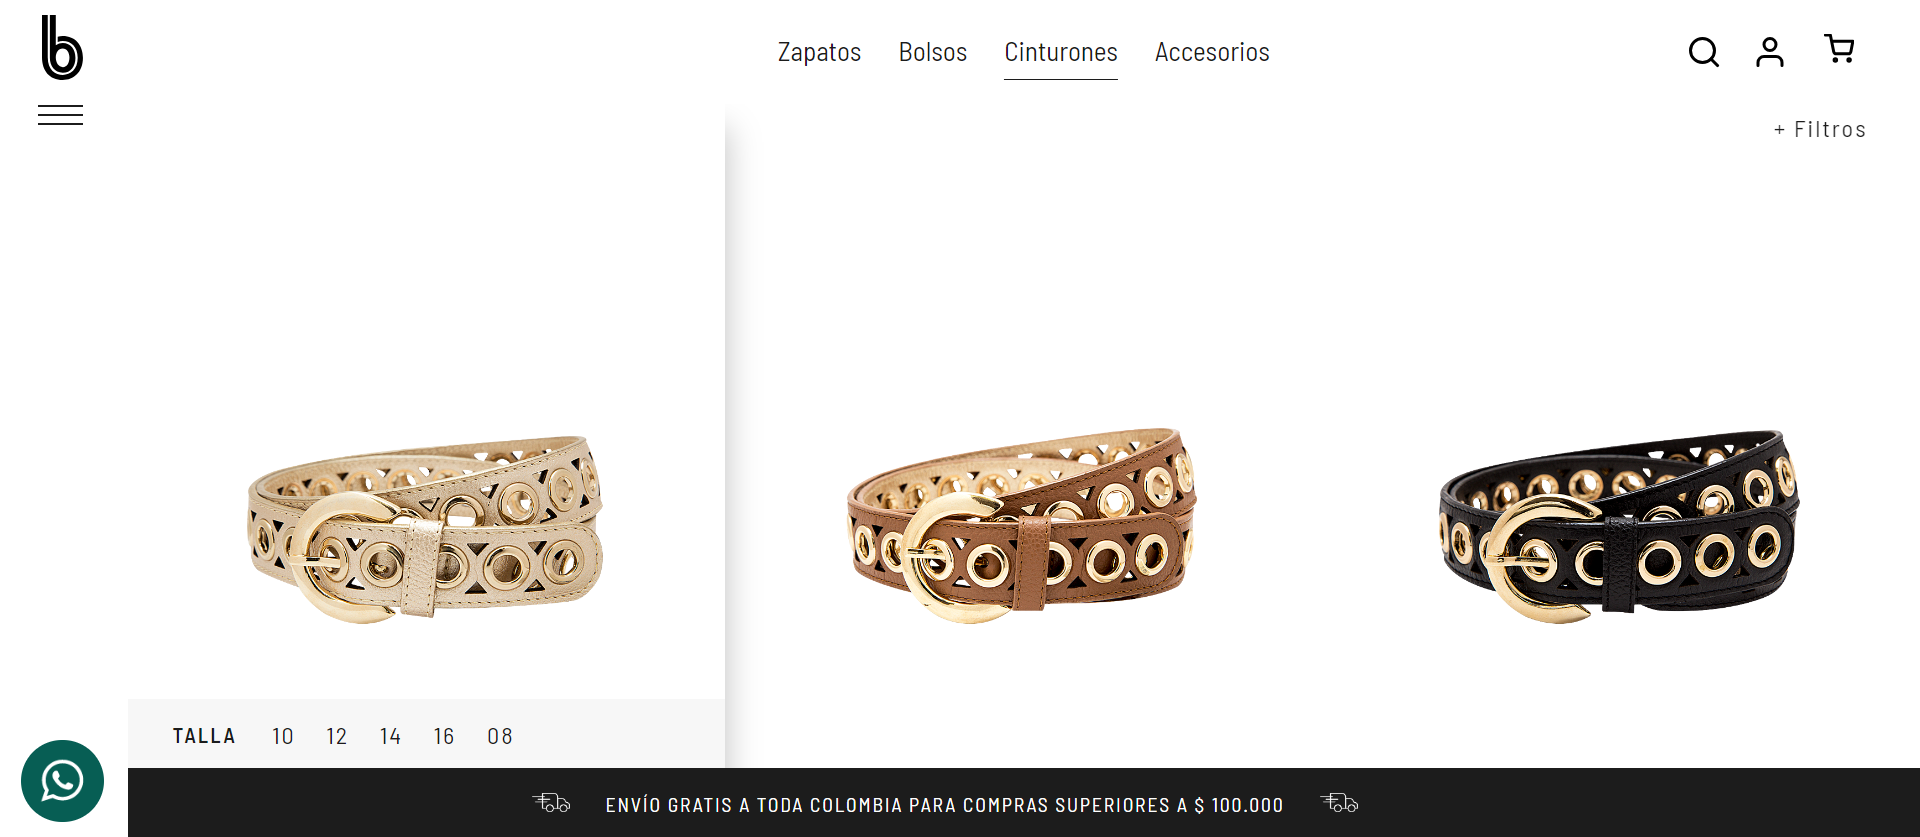 b
Zapatos Bolsos Cinturones Accesorios
+ Filtros
TALLA 10 12 14 16 08
ENVÍO GRATIS A TODA COLOMBIA PARA COMPRAS SUPERIORES A $ 100.000